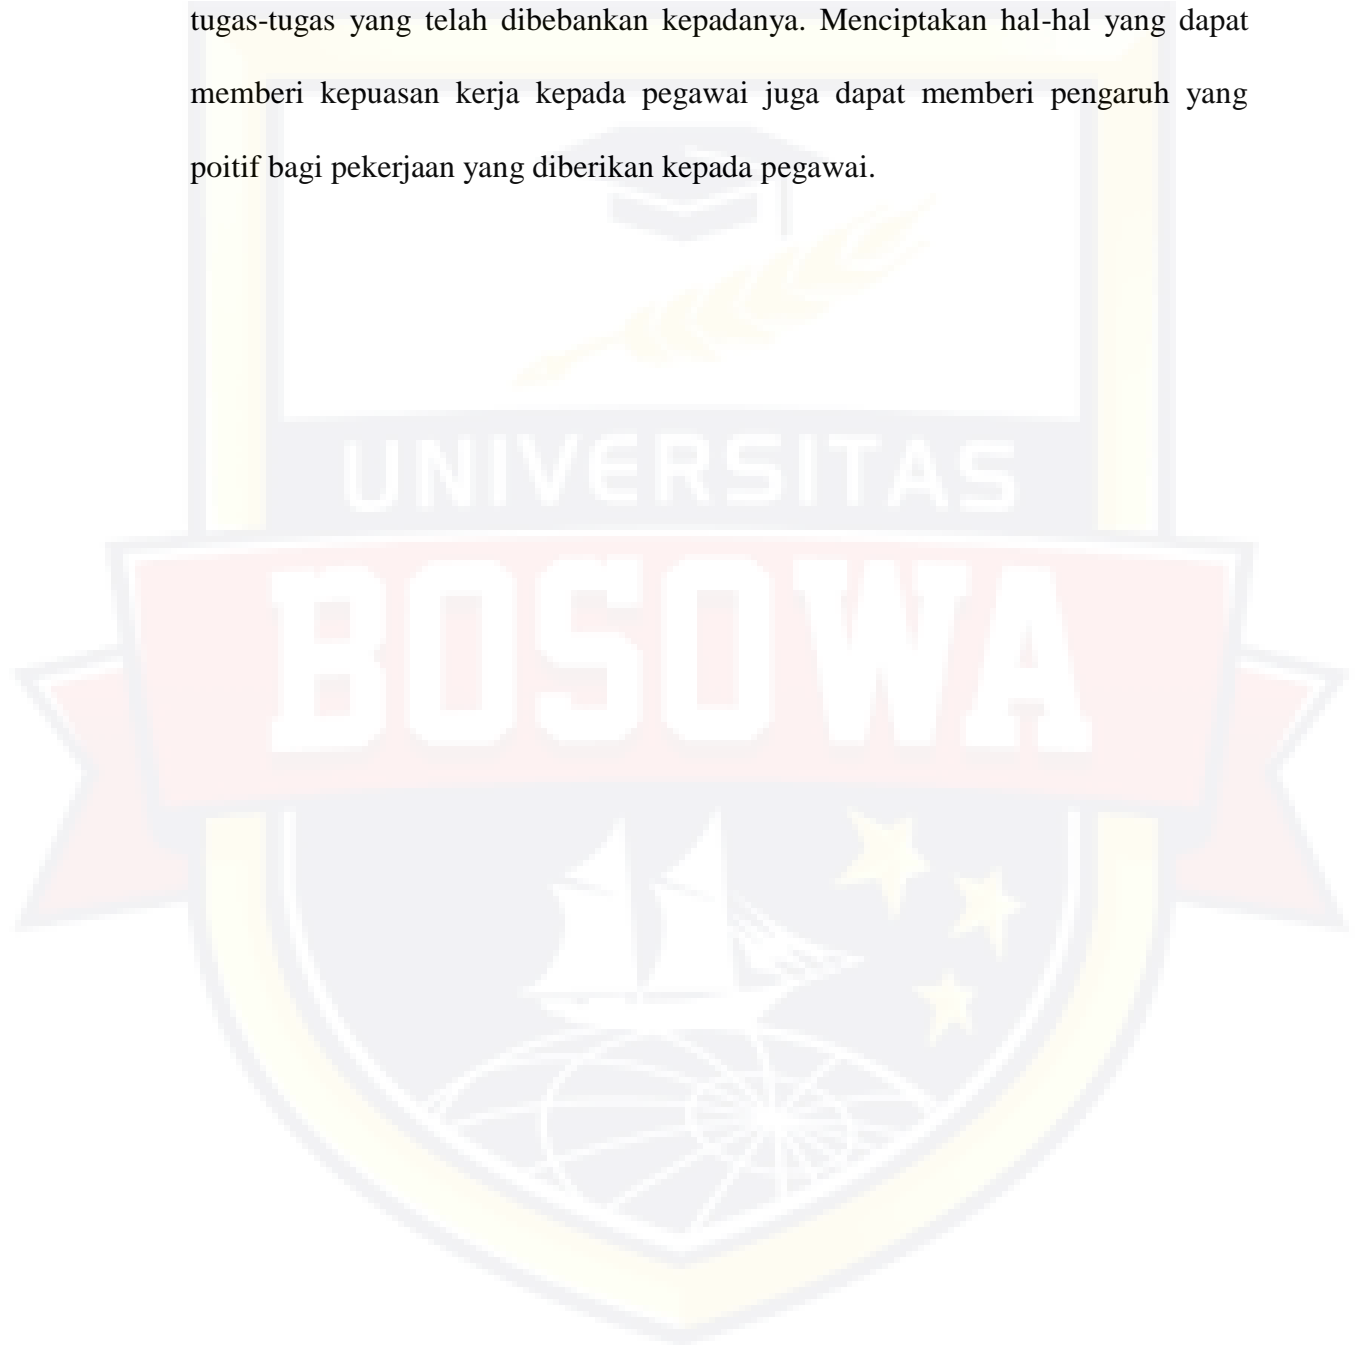 tugas-tugas yang telah dibebankan kepadanya. Menciptakan hal-hal yang dapat
memberi kepuasan kerja kepada pegawai juga dapat memberi pengaruh yang
poitif bagi pekerjaan yang diberikan kepada pegawai.
UNIVERSITAS
BOSOWA